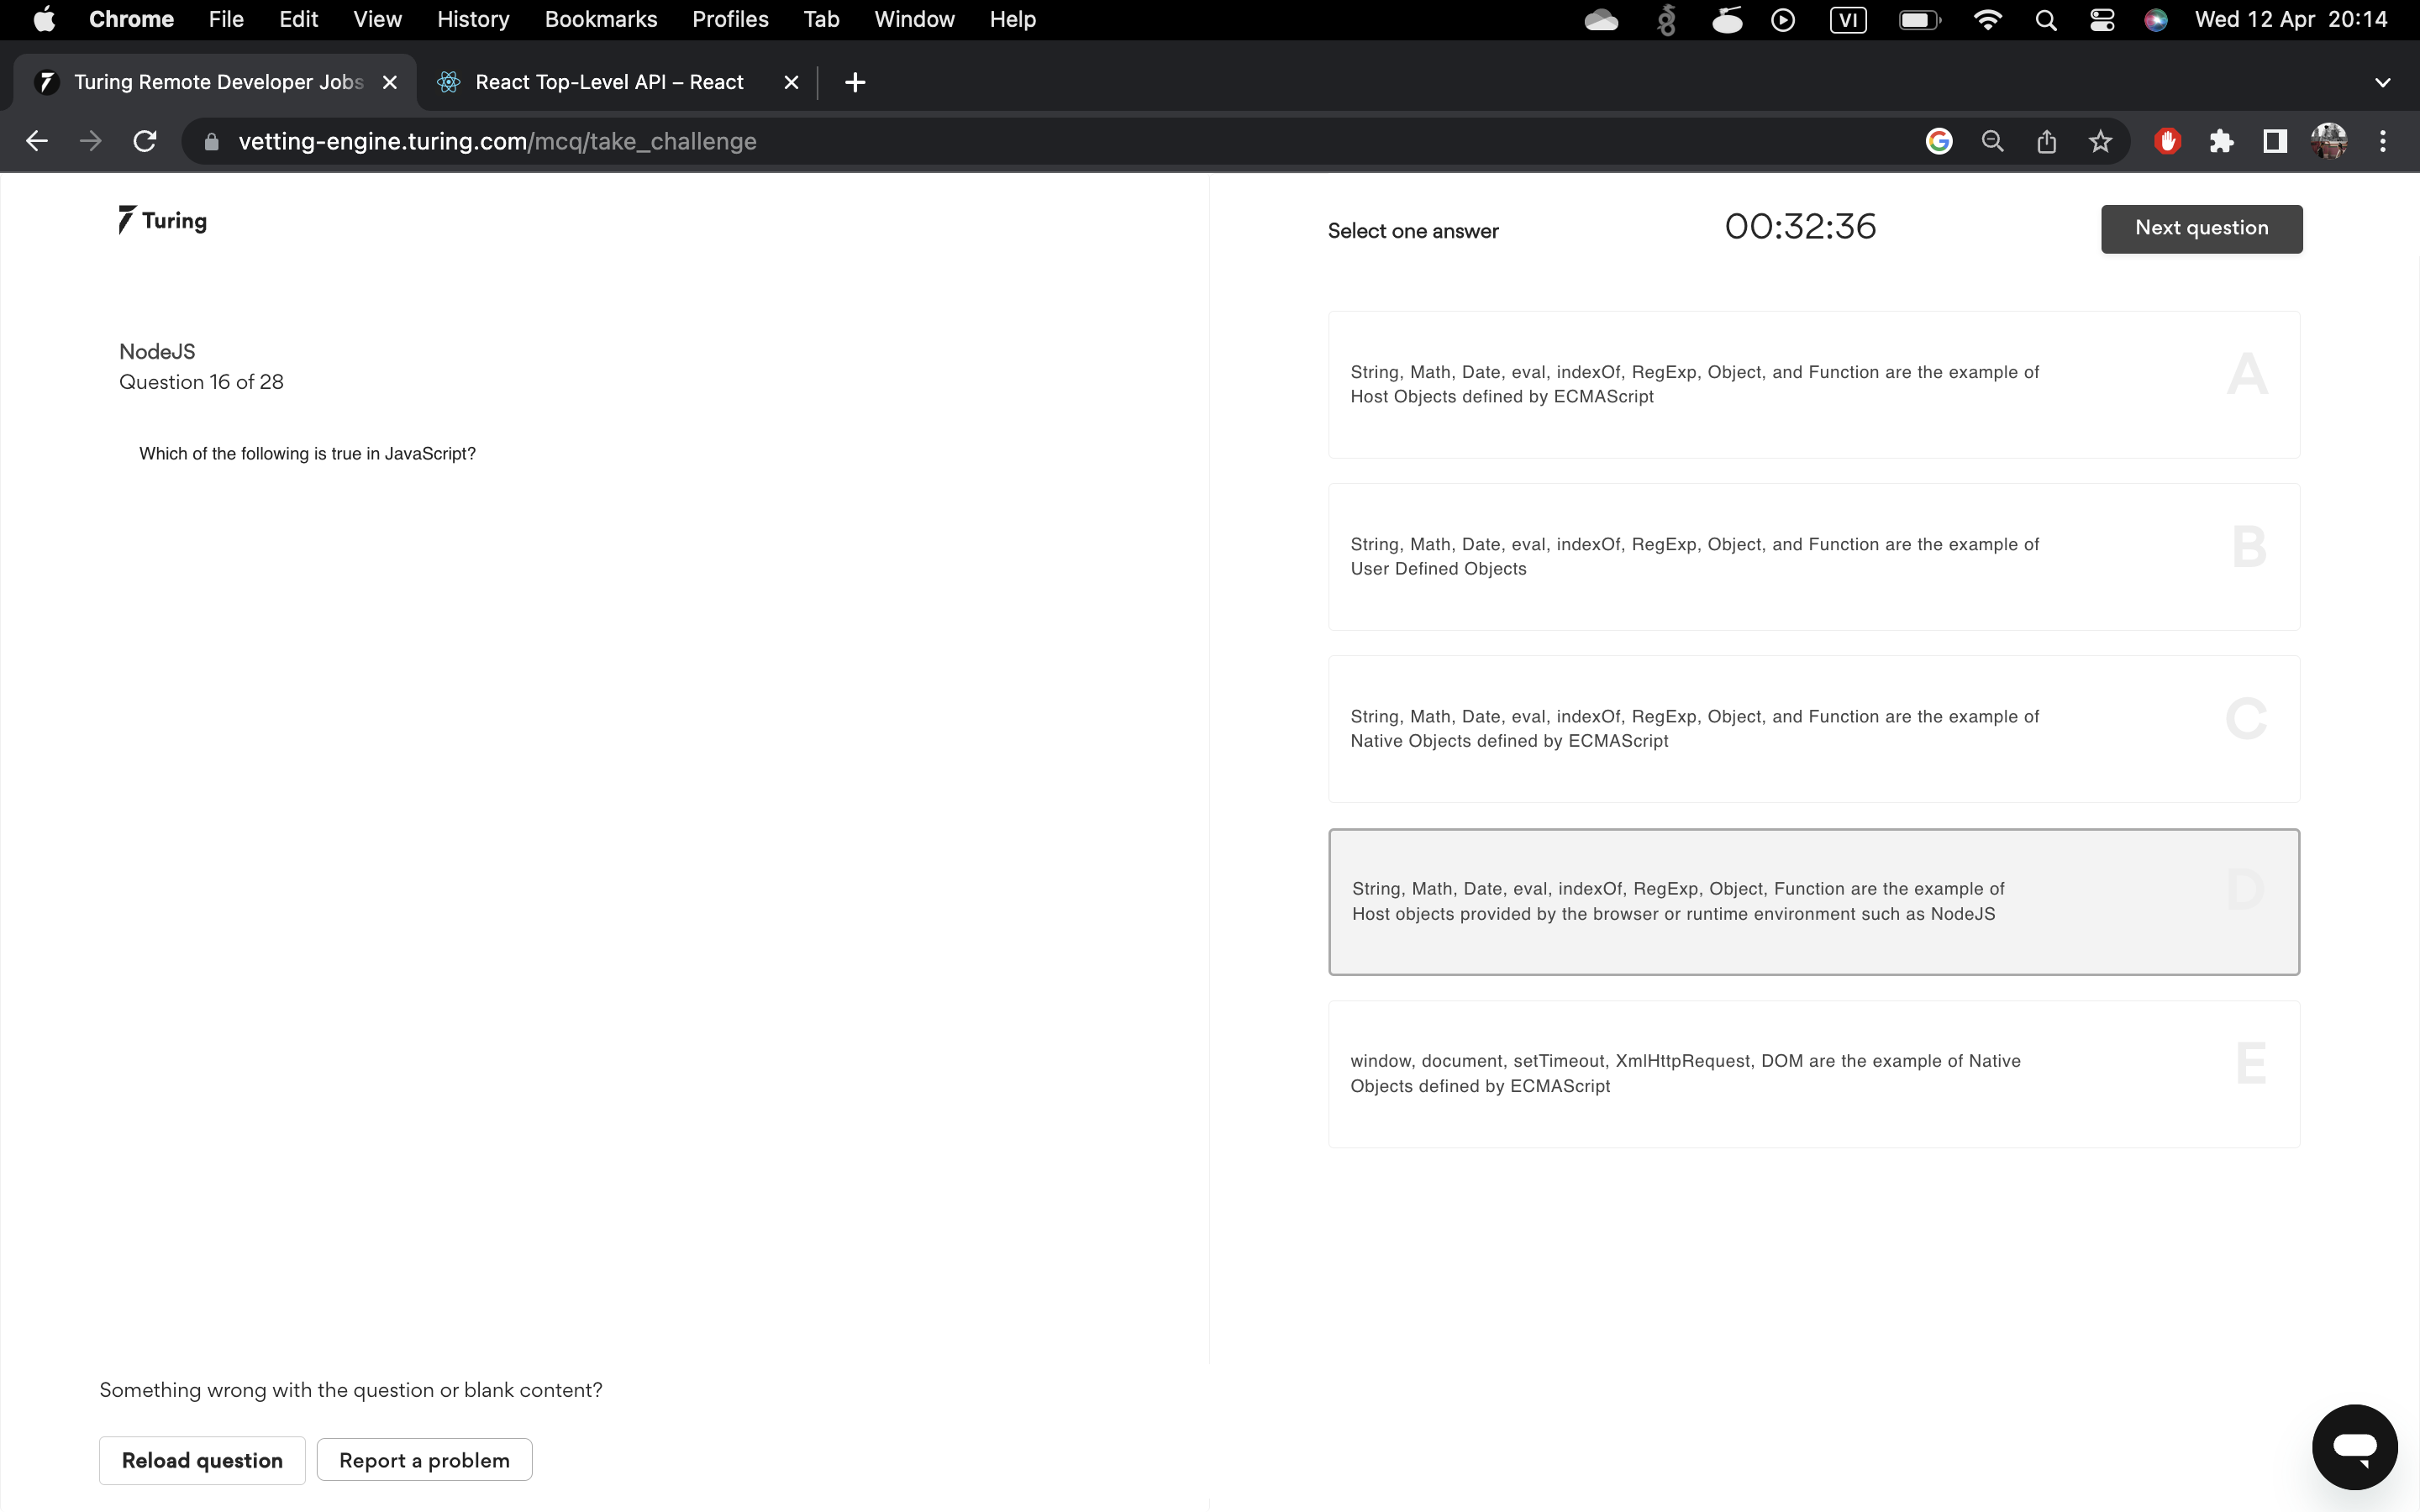 Chrome File Edit View History Bookmarks Profiles Tab Window Help VI Wed 12 Apr 20:14
Turing Remote Developer Jobs React Top-Level API – React
vetting-engine.turing.com/mcq/take_challenge
Turing
Select one answer 00:32:36 Next question
NodeJS
Question 16 of 28
Which of the following is true in JavaScript?
String, Math, Date, eval, indexOf, RegExp, Object, and Function are the example of
Host Objects defined by ECMAScript
A
String, Math, Date, eval, indexOf, RegExp, Object, and Function are the example of
User Defined Objects
B
String, Math, Date, eval, indexOf, RegExp, Object, and Function are the example of
Native Objects defined by ECMAScript
C
String, Math, Date, eval, indexOf, RegExp, Object, Function are the example of
Host objects provided by the browser or runtime environment such as NodeJS
D
window, document, setTimeout, XmlHttpRequest, DOM are the example of Native
Objects defined by ECMAScript
E
Something wrong with the question or blank content?
Reload question Report a problem